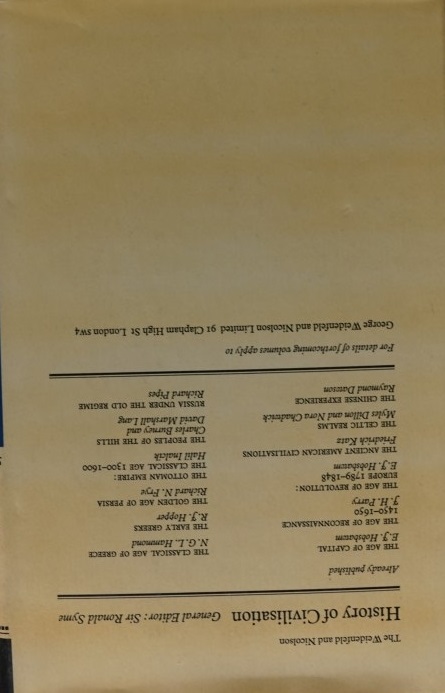 The Weidenfeld and Nicolson
History of Civilisation General Editor: Sir Ronald Syme
Already published
THE AGE OF CAPITAL
E.J. Hobsbawm
THE AGE OF RECONNAISSANCE
1450–1650
J. H. Parry
THE AGE OF REVOLUTION:
EUROPE 1789–1848
E.J. Hobsbawm
THE ANCIENT AMERICAN CIVILISATIONS
Friedrich Katz
THE CELTIC REALMS
Myles Dillon and Nora Chadwick
THE CHINESE EXPERIENCE
Raymond Dawson
THE CLASSICAL AGE OF GREECE
N.G.L. Hammond
THE EARLY GREEKS
R.J. Hopper
THE GOLDEN AGE OF PERSIA
Richard N. Frye
THE OTTOMAN EMPIRE:
THE CLASSICAL AGE 1300–1600
Halil Inalcik
THE PEOPLES OF THE HILLS
Charles Burney and
David Marshall Lang
RUSSIA UNDER THE OLD REGIME
Richard Pipes
For details of forthcoming volumes apply to
George Weidenfeld and Nicolson Limited 91 Clapham High St London SW4